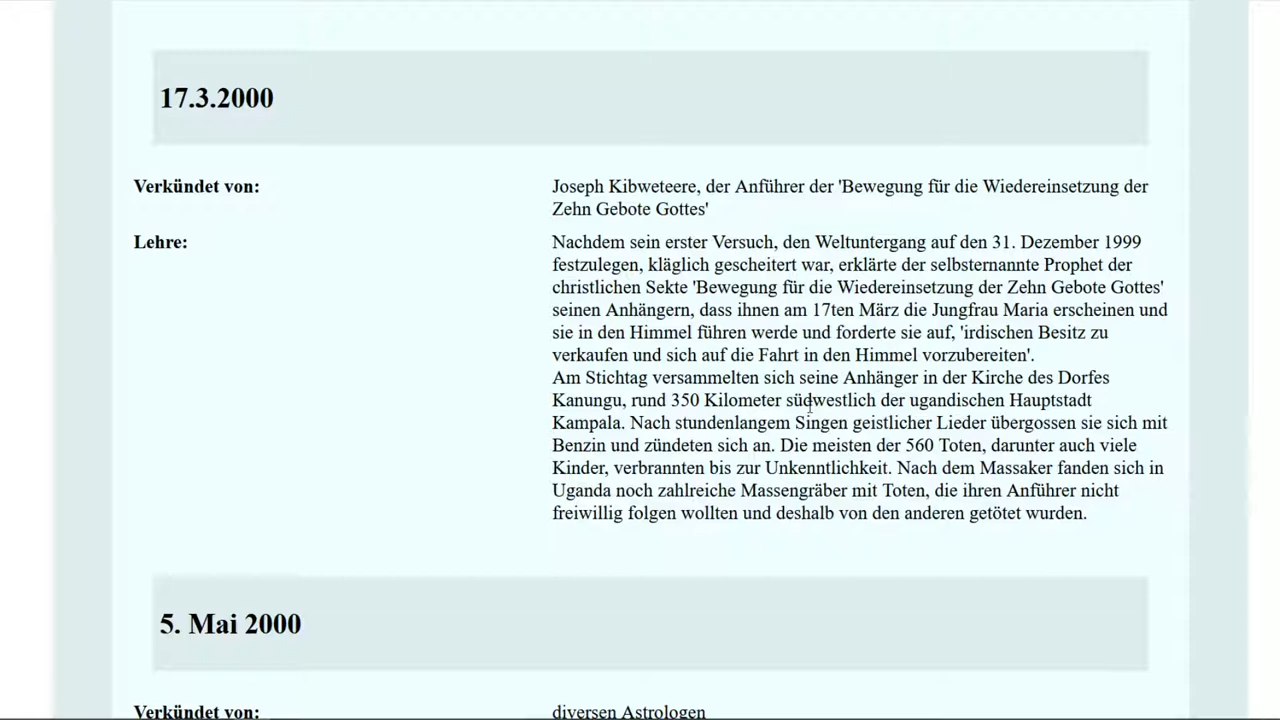 17.3.2000
Verkündet von:
Joseph Kibweteere, der Anführer der 'Bewegung für die Wiedereinsetzung der
Zehn Gebote Gottes'
Lehre:
Nachdem sein erster Versuch, den Weltuntergang auf den 31. Dezember 1999
festzulegen, kläglich gescheitert war, erklärte der selbsternannte Prophet der
christlichen Sekte 'Bewegung für die Wiedereinsetzung der Zehn Gebote Gottes'
seinen Anhängern, dass ihnen am 17ten März die Jungfrau Maria erscheinen und
sie in den Himmel führen werde und forderte sie auf, 'irdischen Besitz zu
verkaufen und sich auf die Fahrt in den Himmel vorzubereiten'.
Am Stichtag versammelten sich seine Anhänger in der Kirche des Dorfes
Kanungu, rund 350 Kilometer südwestlich der ugandischen Hauptstadt
Kampala. Nach stundenlangem Singen geistlicher Lieder übergossen sie sich mit
Benzin und zündeten sich an. Die meisten der 560 Toten, darunter auch viele
Kinder, verbrannten bis zur Unkenntlichkeit. Nach dem Massaker fanden sich in
Uganda noch zahlreiche Massengräber mit Toten, die ihren Anführer nicht
freiwillig folgen wollten und deshalb von den anderen getötet wurden.
5. Mai 2000
Verkündet von:
diversen Astrologen